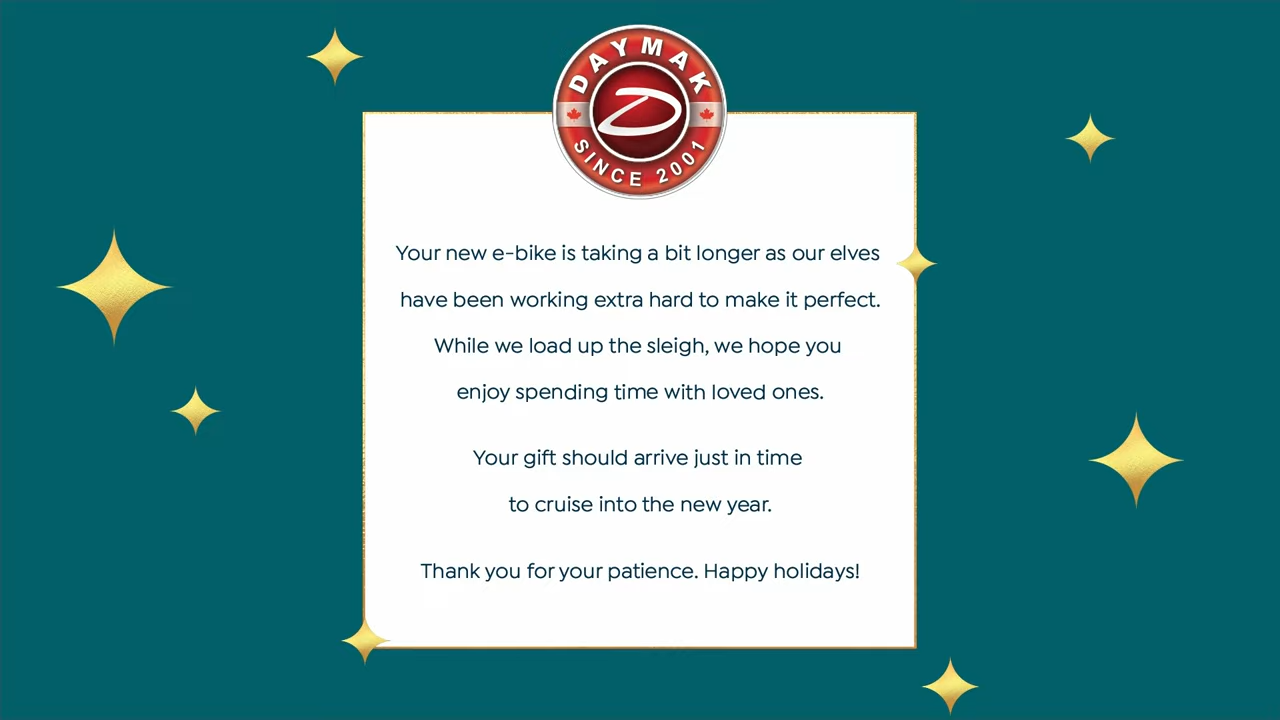 DAYMAK
SINCE 2001
Your new e-bike is taking a bit longer as our elves
have been working extra hard to make it perfect.
While we load up the sleigh, we hope you
enjoy spending time with loved ones.
Your gift should arrive just in time
to cruise into the new year.
Thank you for your patience. Happy holidays!